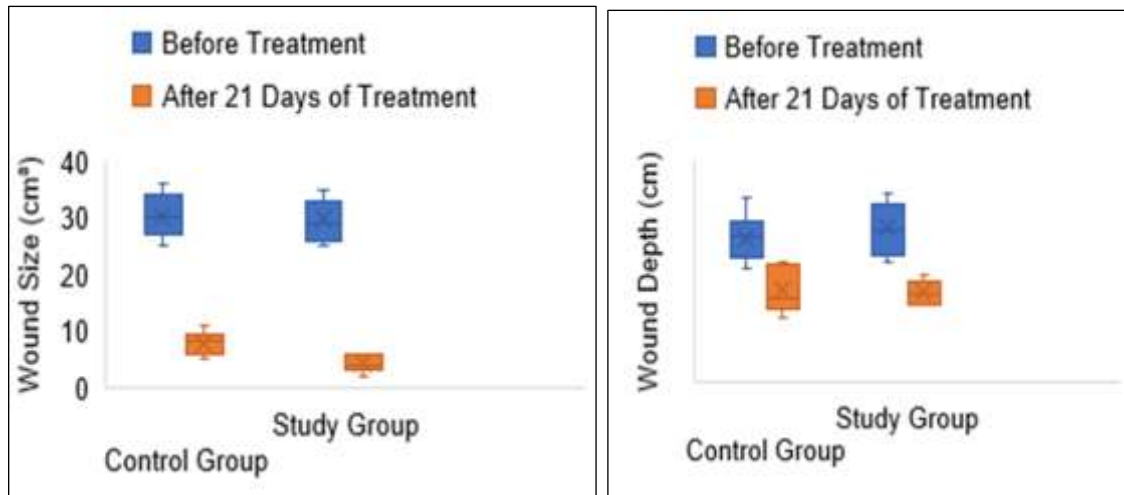 Before Treatment
After 21 Days of Treatment
Wound Size (cm²)
40
30
20
10
0
Study Group
Control Group
Before Treatment
After 21 Days of Treatment
Wound Depth (cm)
Study Group
Control Group